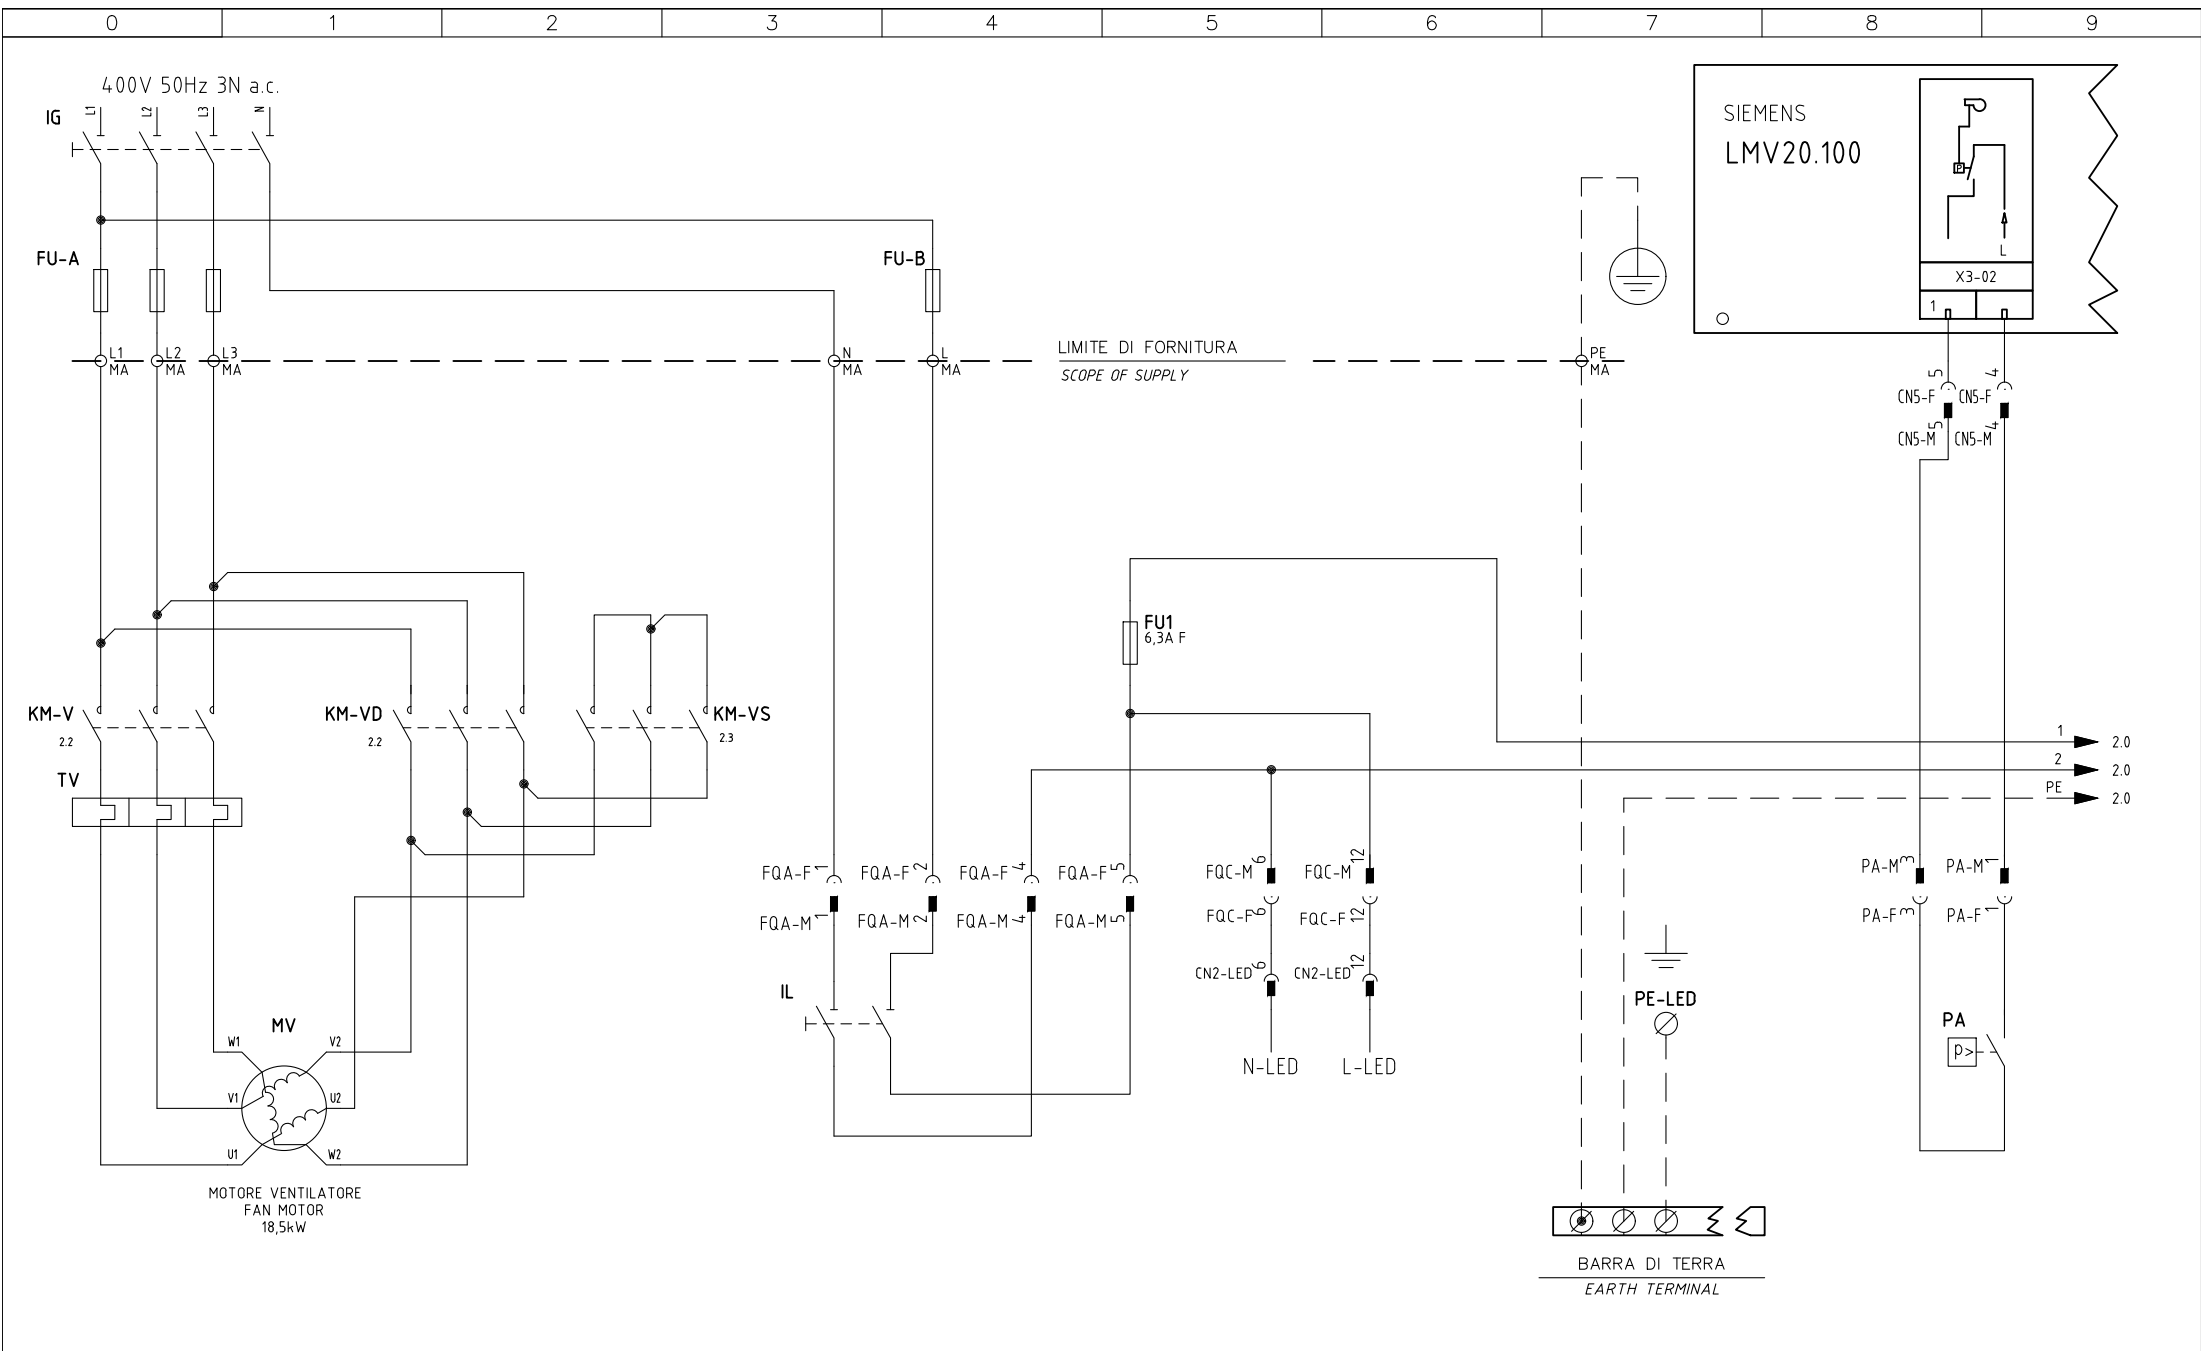 0 1 2 3 4 5 6 7 8 9
400V 50Hz 3N a.c.
IG
L1 L2 L3 N
SIEMENS
LMV20.100
P
L
X3-02
1
FU-A
FU-B
L1 L2 L3 N L PE
MA MA MA MA MA MA
LIMITE DI FORNITURA
SCOPE OF SUPPLY
5 4
CN5-F CN5-F
5 4
CN5-M CN5-M
FU1
6,3A F
KM-V
2.2
KM-VD
2.2
KM-VS
2.3
1 2.0
2 2.0
PE 2.0
TV
FQA-F 1 FQA-F 2 FQA-F 4 FQA-F 5 FQC-M 6 FQC-M 12 PA-M 3 PA-M 1
FQA-M 1 FQA-M 2 FQA-M 4 FQA-M 5 FQC-F 6 FQC-F 12 PA-F 3 PA-F 1
CN2-LED 6 CN2-LED 12
IL
PE-LED
PA
p>
N-LED L-LED
MV
W1 V2
V1 U2
U1 W2
MOTORE VENTILATORE
FAN MOTOR
18,5kW
BARRA DI TERRA
EARTH TERMINAL